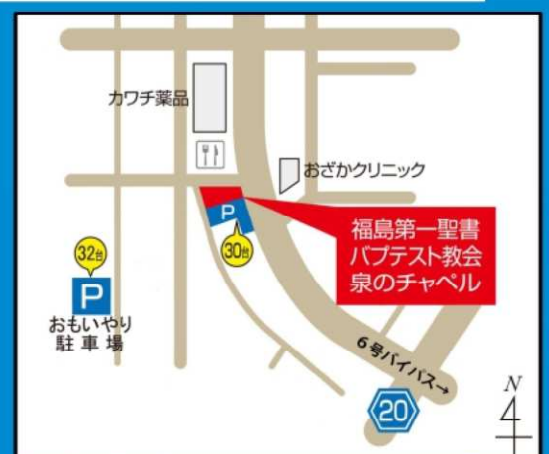 カワチ薬品
おざかクリニック
P
30台
福島第一聖書
バプテスト教会
泉のチャペル
32台
P
おもいやり
駐車場
6号バイパス→
20
N